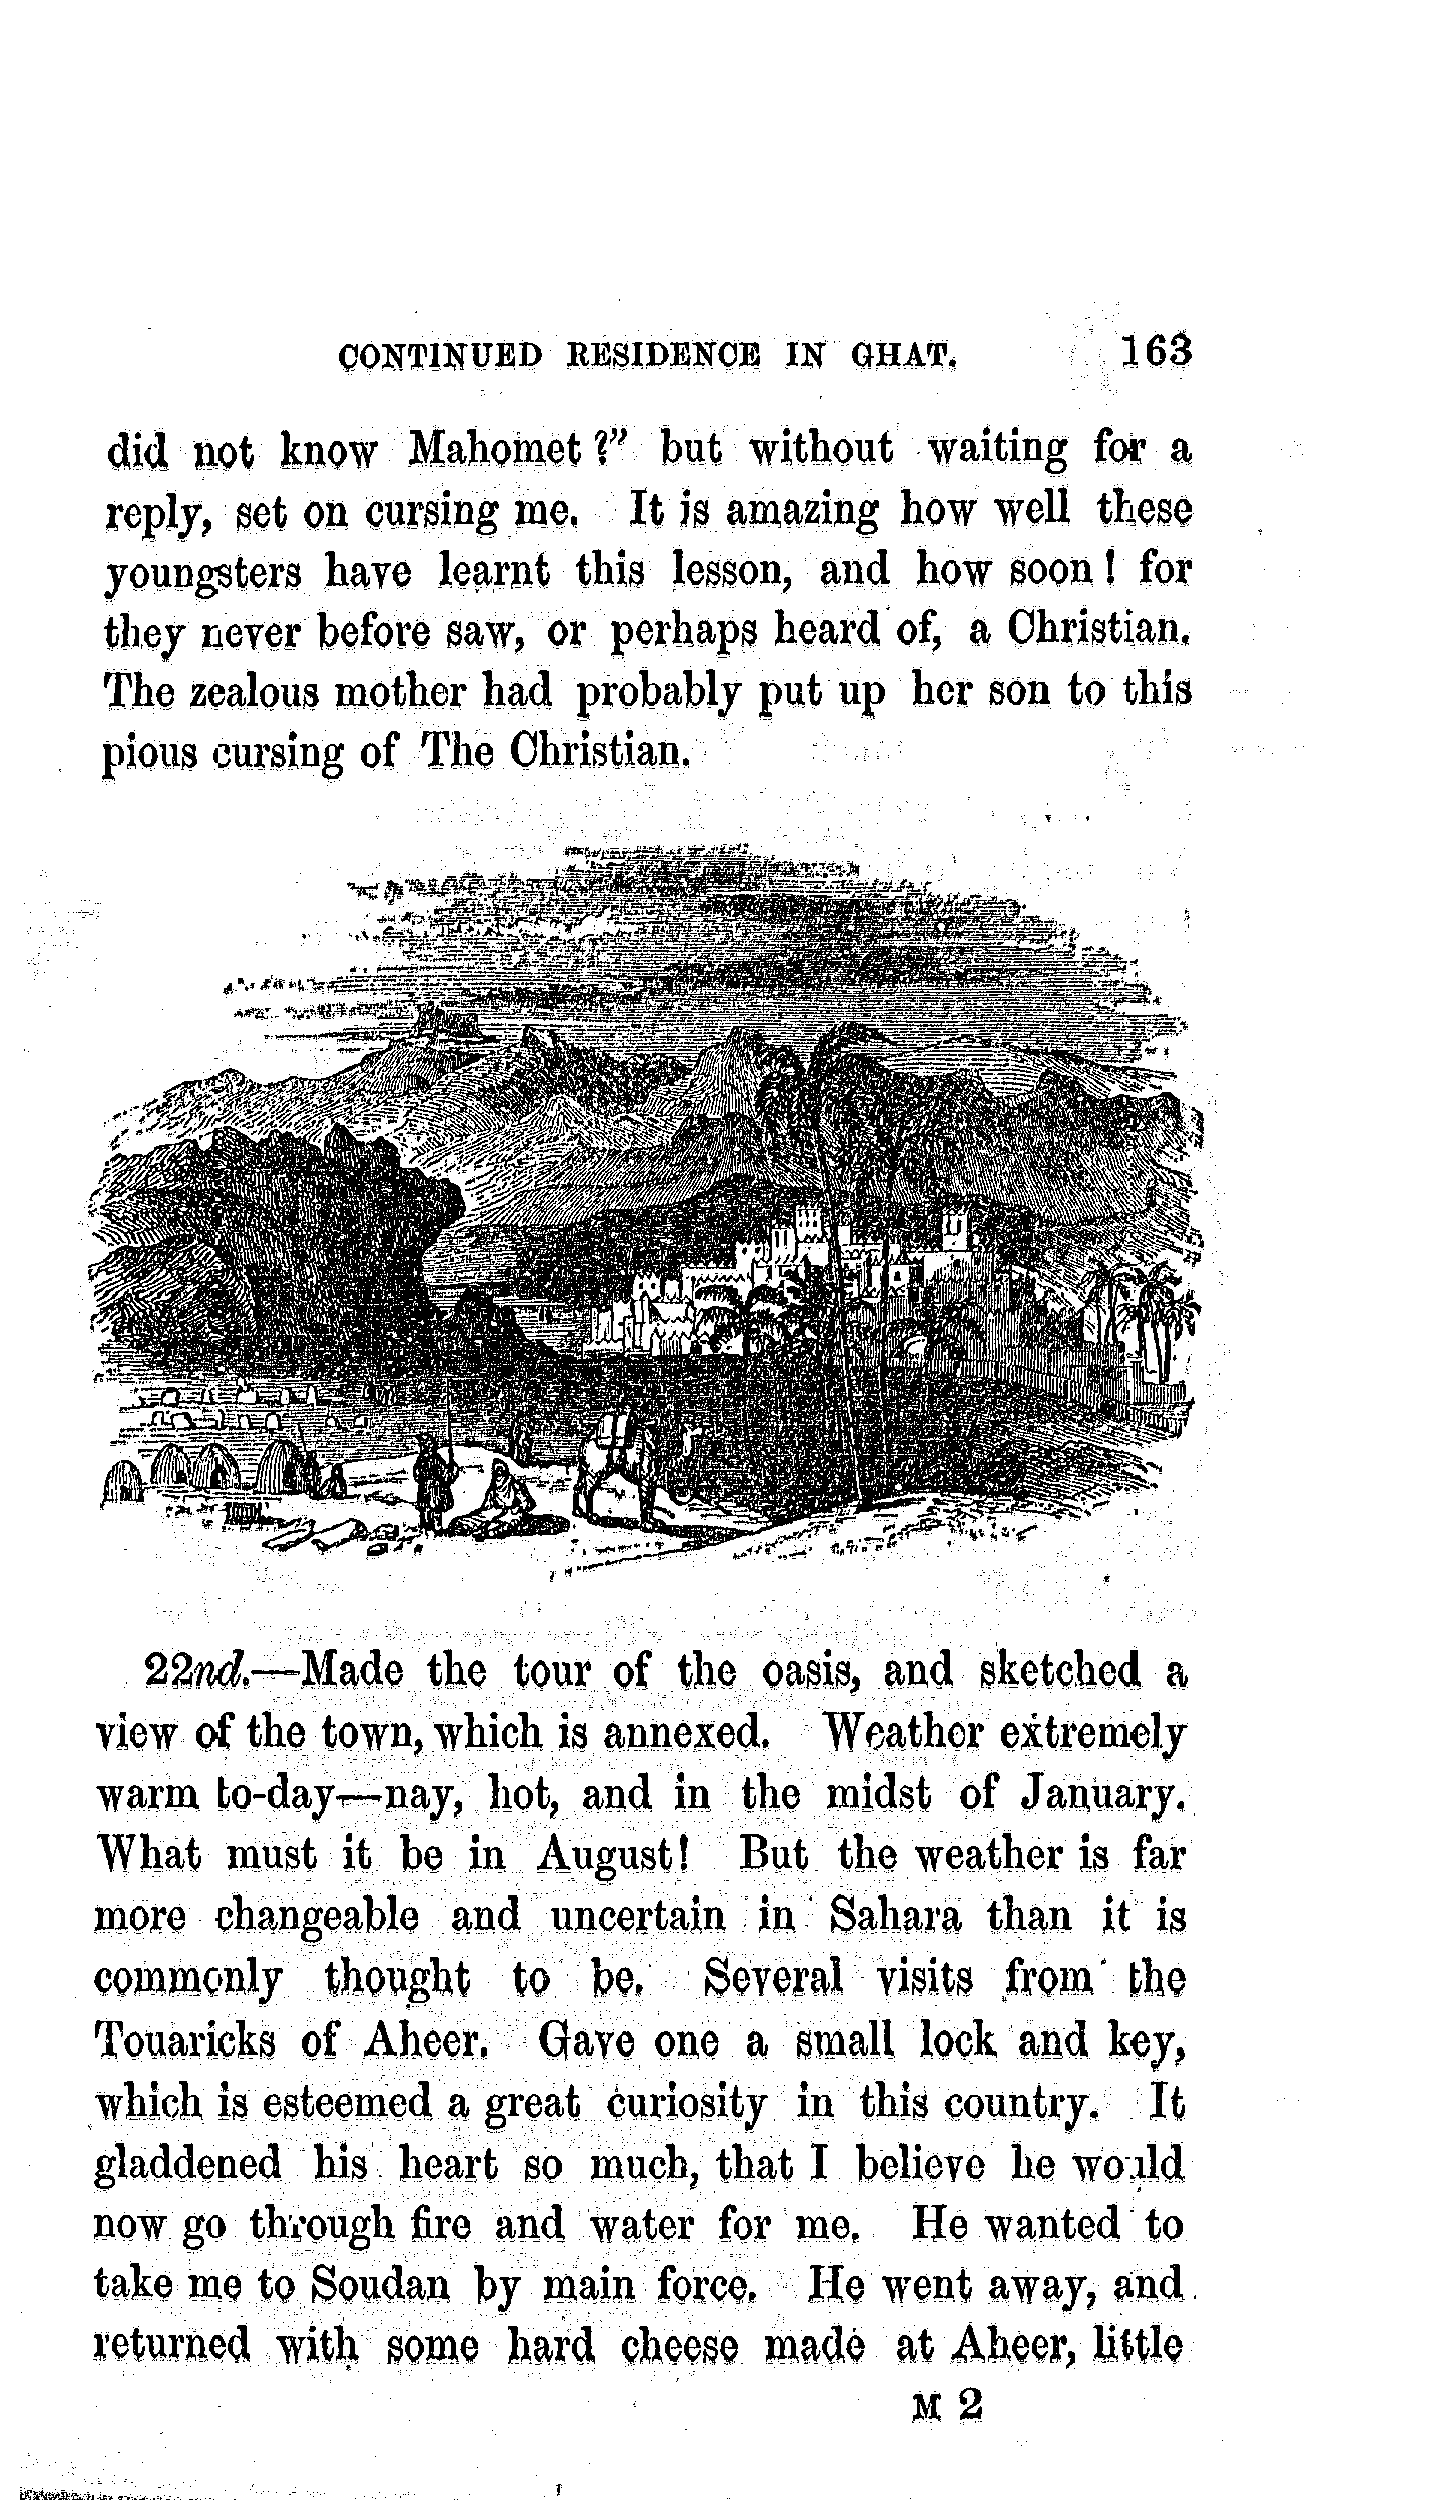 CONTINUED RESIDENCE IN GHAT. 163
did not know Mahomet?" but without waiting for a
reply, set on cursing me. It is amazing how well these
youngsters have learnt this lesson, and how soon! for
they never before saw, or perhaps heard of, a Christian.
The zealous mother had probably put up her son to this
pious cursing of The Christian.
22nd.—Made the tour of the oasis, and sketched a
view of the town, which is annexed. Weather extremely
warm to-day—nay, hot, and in the midst of January.
What must it be in August! But the weather is far
more changeable and uncertain in Sahara than it is
commonly thought to be. Several visits from the
Touaricks of Aheer. Gave one a small lock and key,
which is esteemed a great curiosity in this country. It
gladdened his heart so much, that I believe he would
now go through fire and water for me. He wanted to
take me to Soudan by main force. He went away, and
returned with some hard cheese made at Aheer, little
M 2